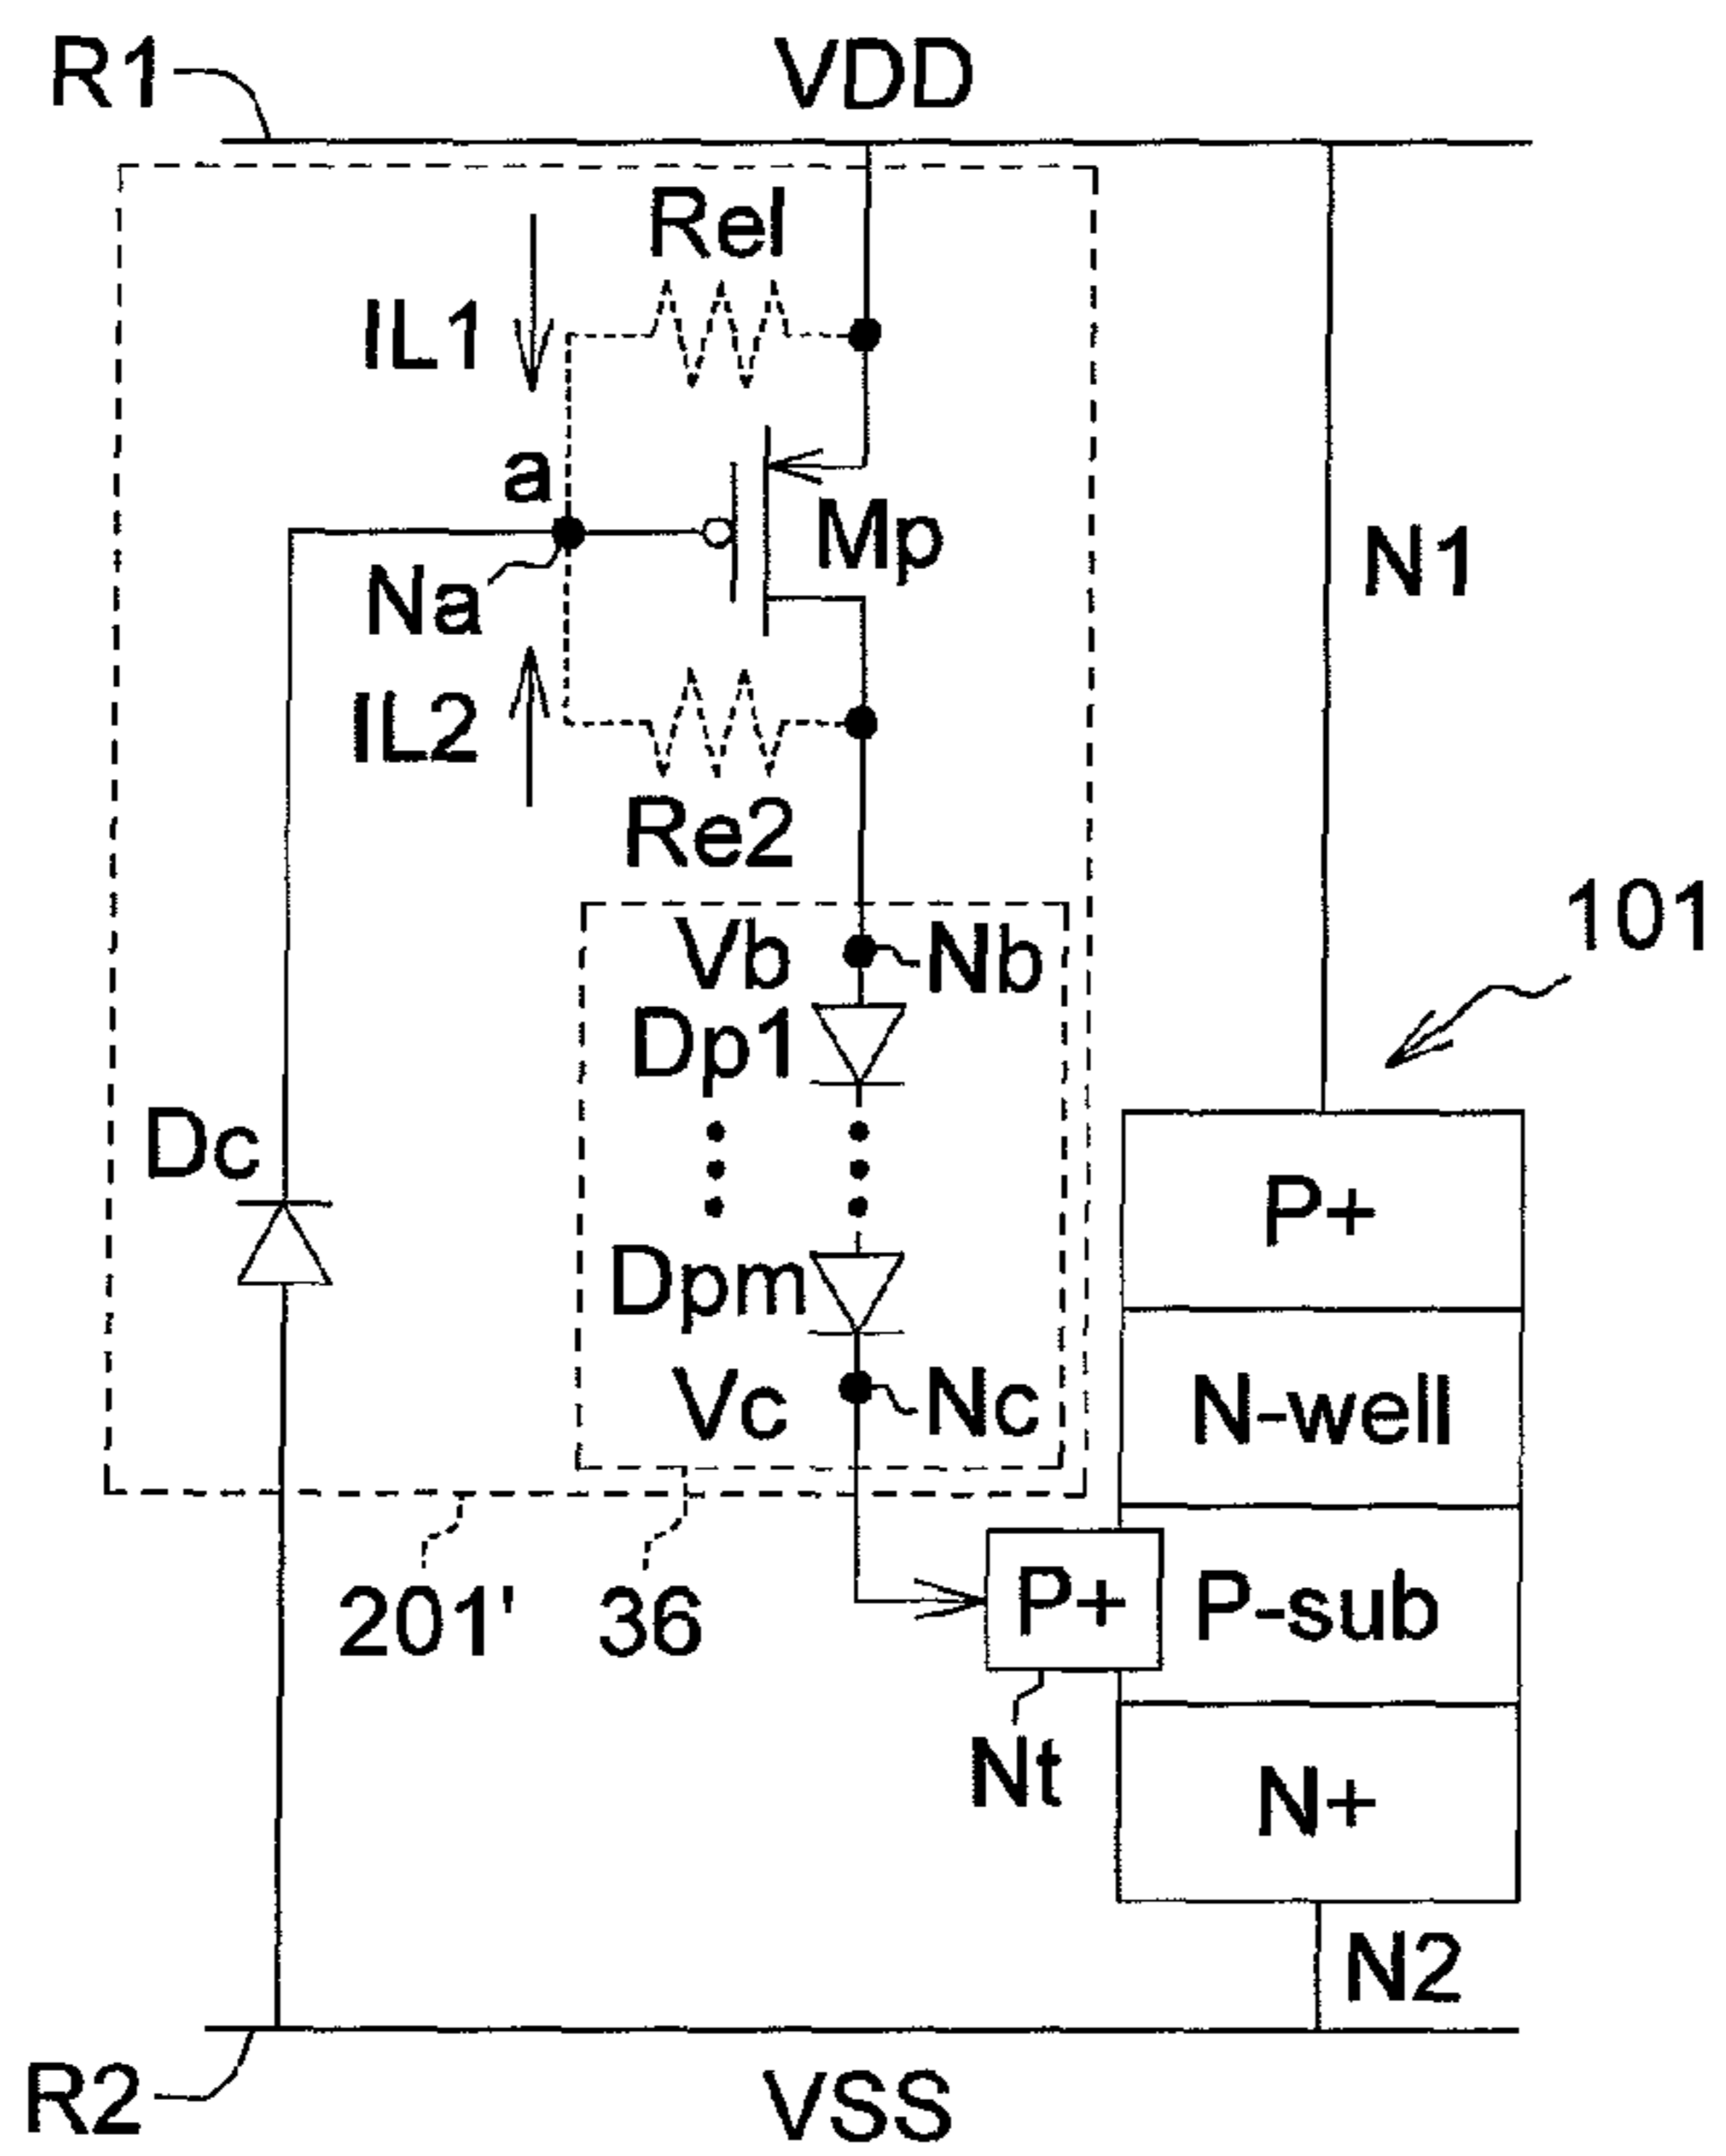 R1
VDD
Rel
IL1
a
Mp
N1
Na
IL2
Re2
101
Vb
Nb
Dp1
Dc
P+
Dpm
Vc
Nc
N-well
201'
36
P+
P-sub
Nt
N+
N2
R2
VSS